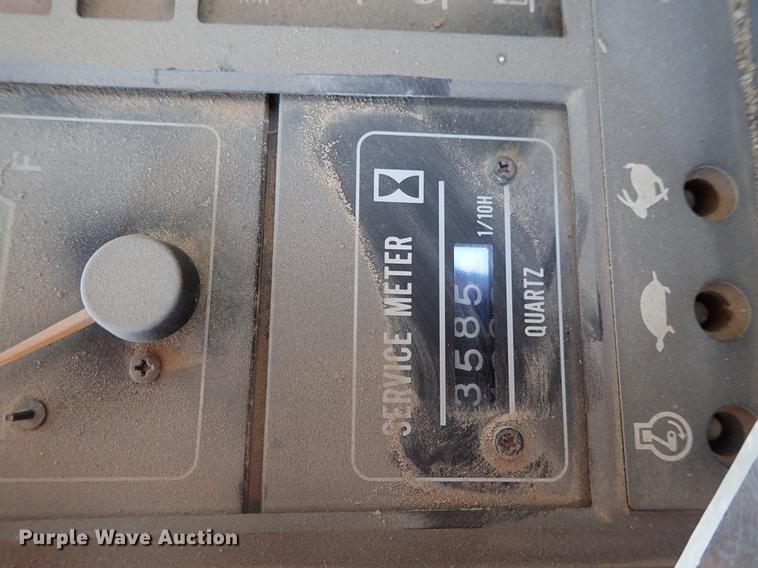 F
SERVICE METER
3585
1/10H
QUARTZ
Purple Wave Auction